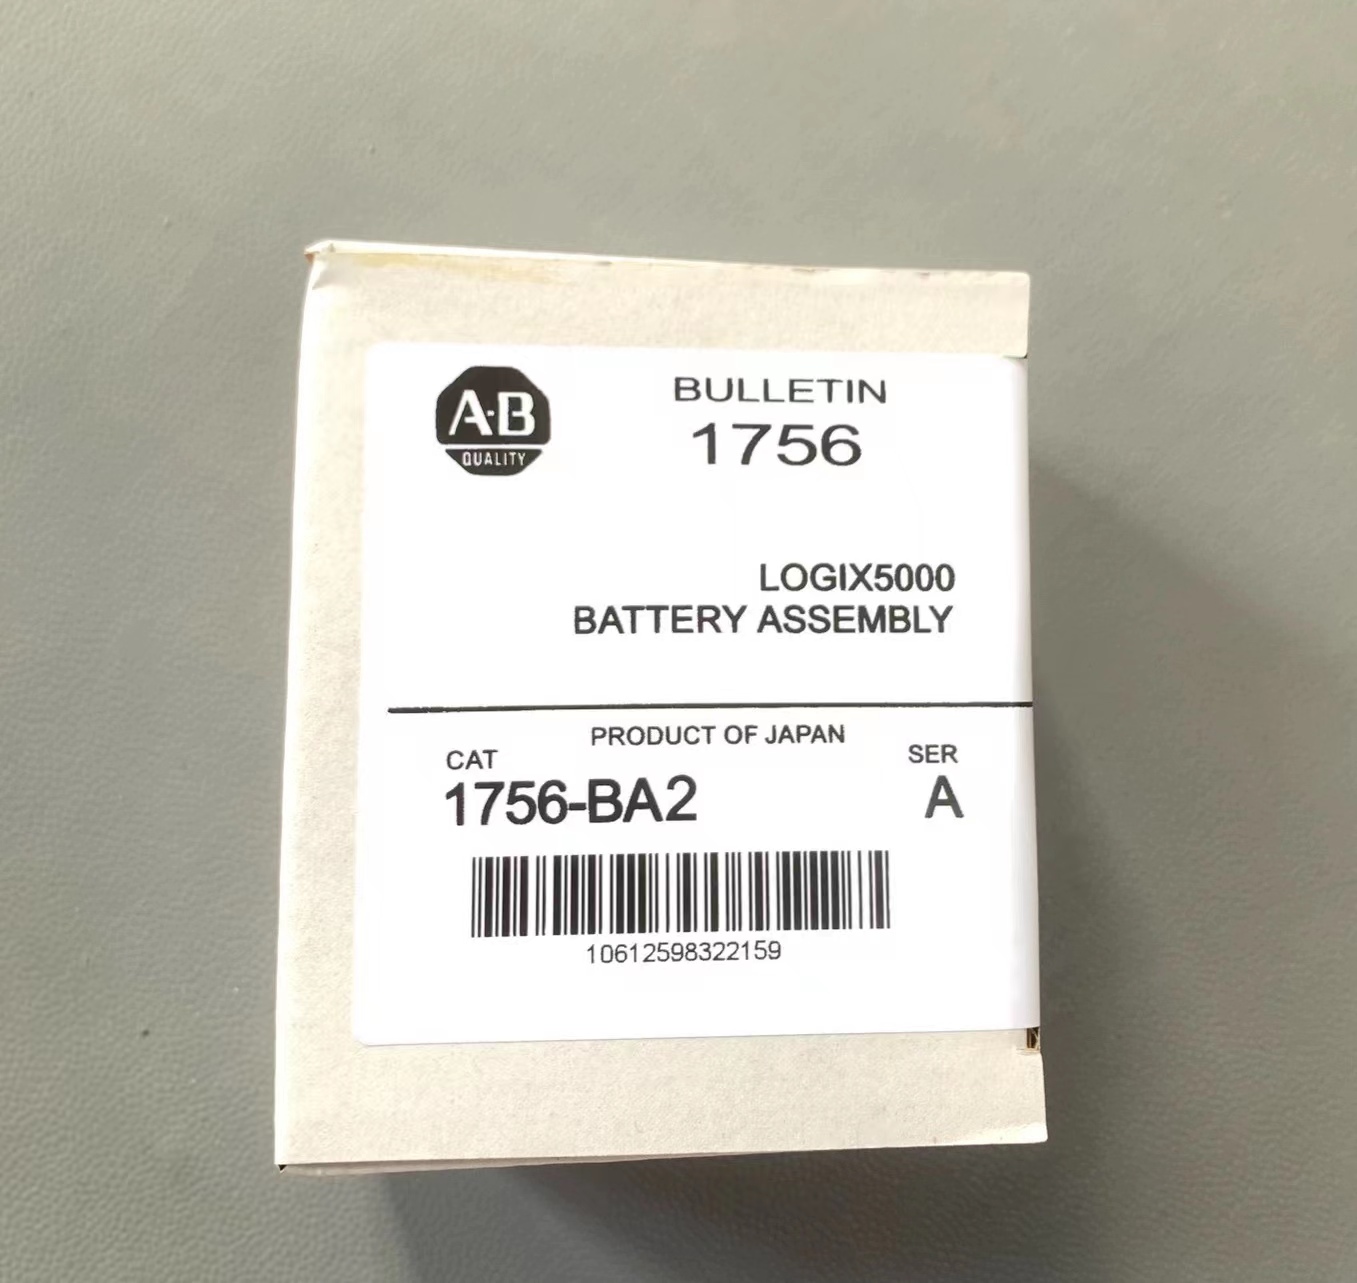 A·B
QUALITY
BULLETIN
1756
LOGIX5000
BATTERY ASSEMBLY
PRODUCT OF JAPAN
CAT
SER
1756-BA2
A
10612598322159